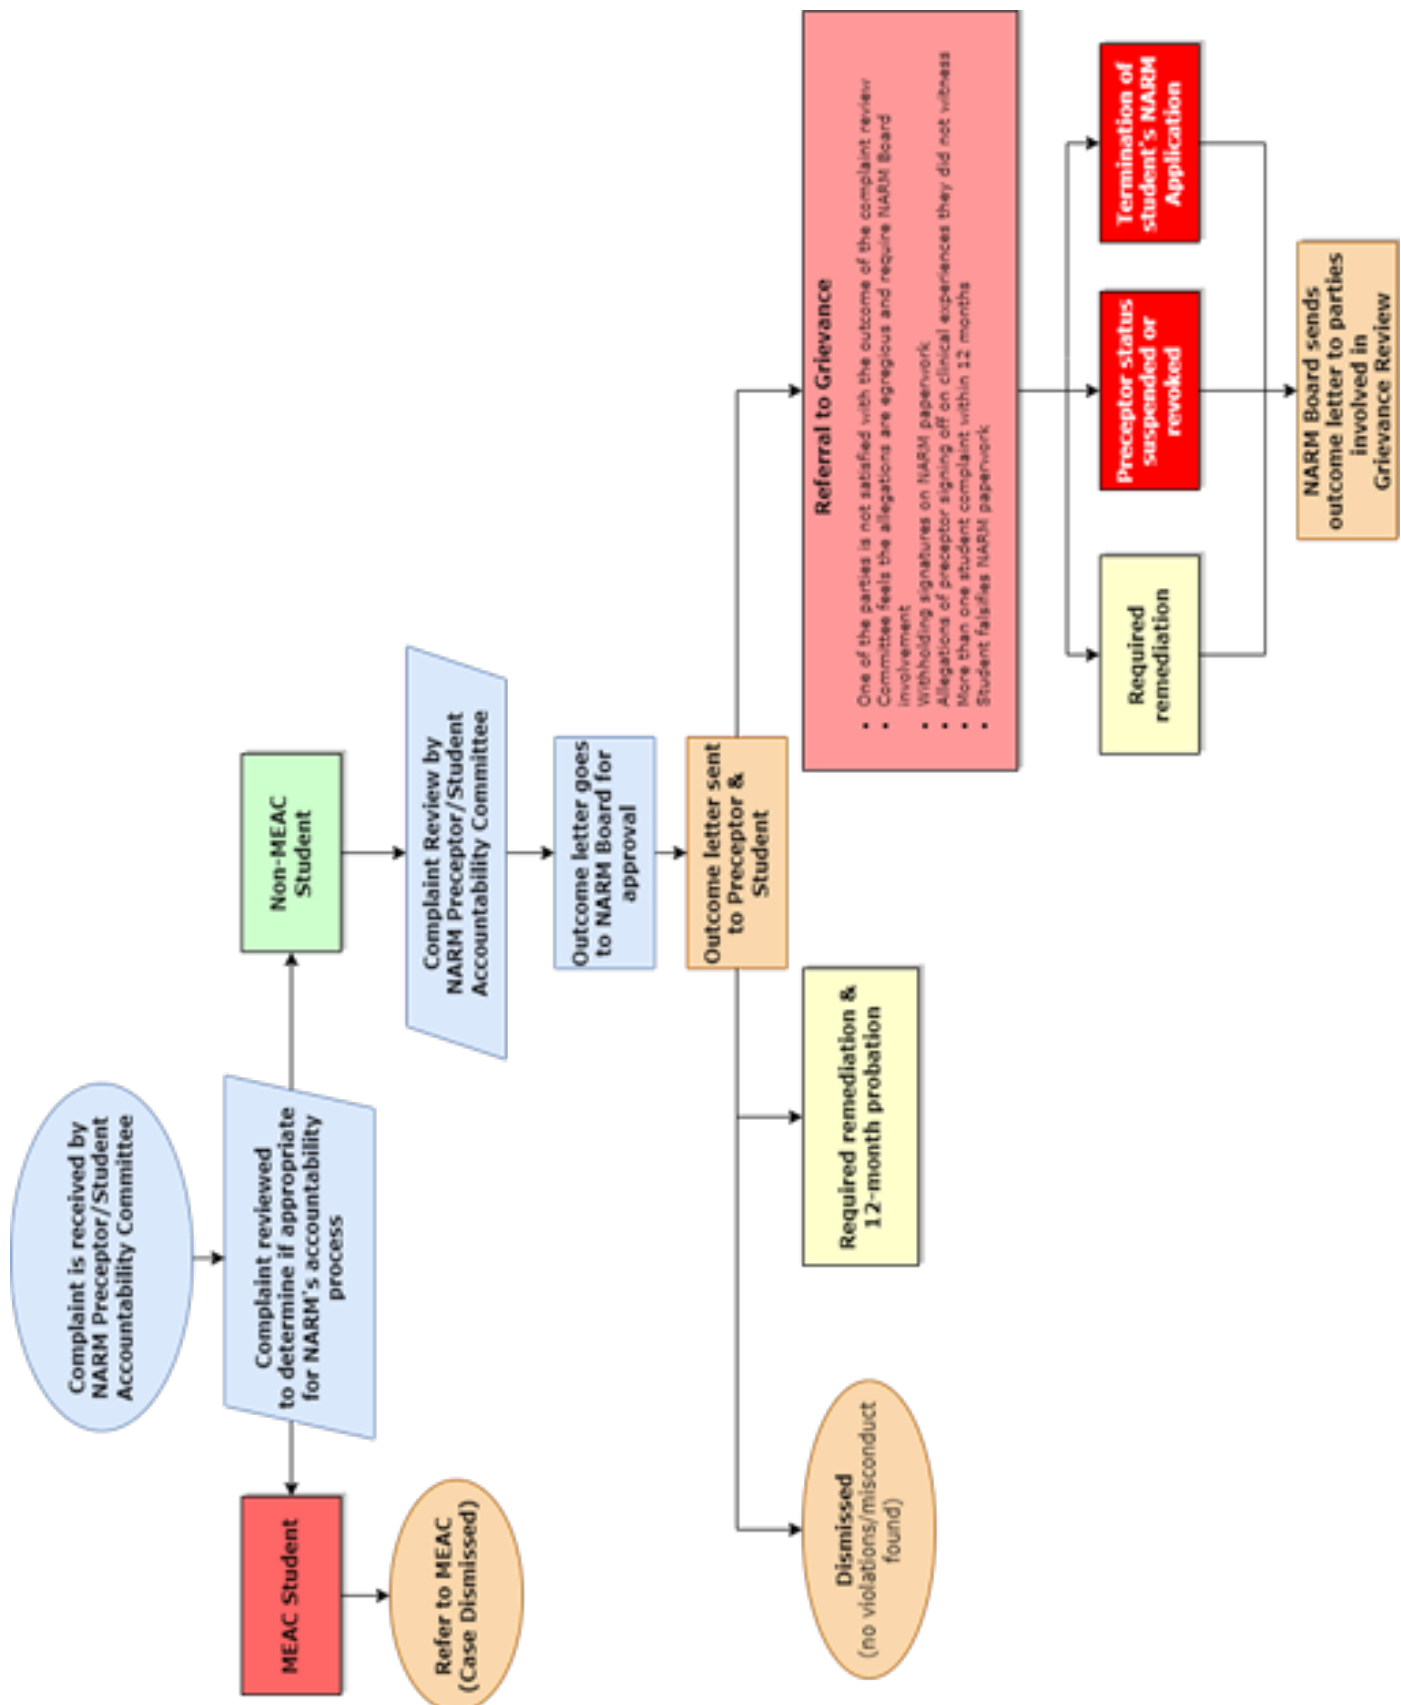 Complaint is received by
NARM Preceptor/Student
Accountability Committee
Complaint reviewed
to determine if appropriate
for NARM's accountability
process
MEAC Student
Non-MEAC
Student
Refer to MEAC
(Case Dismissed)
Complaint Review by
NARM Preceptor/Student
Accountability Committee
Outcome letter goes
to NARM Board for
approval
Outcome letter sent
to Preceptor &
Student
Dismissed
(no violations/misconduct
found)
Required remediation &
12-month probation
Referral to Grievance
• One of the parties is not satisfied with the outcome of the complaint review
• Committee feels the allegations are egregious and require NARM Board
involvement
• Withholding signatures on NARM paperwork
• Allegations of preceptor signing off on clinical experiences they did not witness
• More than one student complaint within 12 months
• Student falsifies NARM paperwork
Required
remediation
Preceptor status
suspended or
revoked
Termination of
student's NARM
Application
NARM Board sends
outcome letter to parties
involved in
Grievance Review